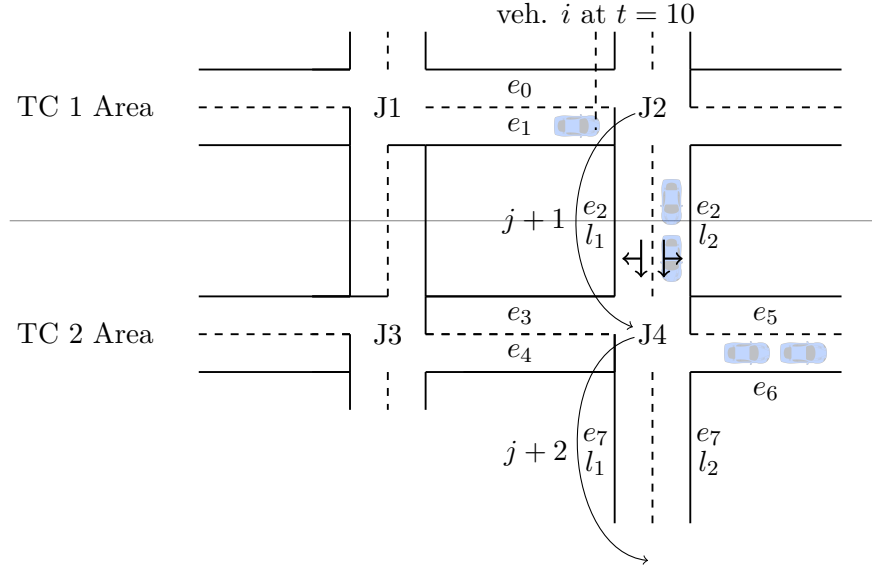 veh. i at t = 10
e₀
TC 1 Area
J1
J2
e₁
j + 1
e₂
l₁
e₂
l₂
e₃
e₅
TC 2 Area
J3
J4
e₄
e₆
j + 2
e₇
l₁
e₇
l₂